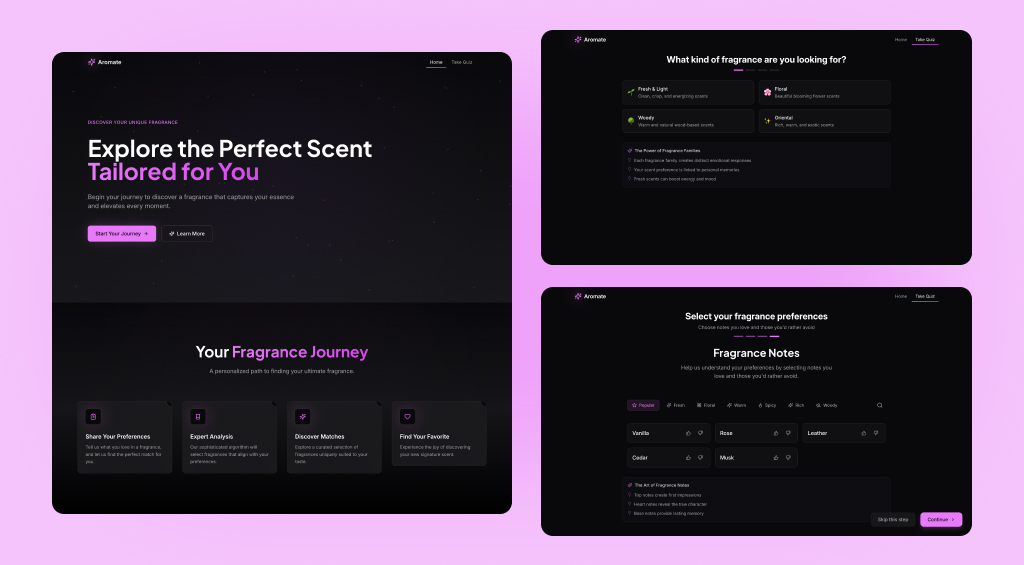 Aromate
Home
Take Quiz
DISCOVER YOUR UNIQUE FRAGRANCE
Explore the Perfect Scent
Tailored for You
Begin your journey to discover a fragrance that captures your essence
and elevates every moment.
Start Your Journey →
Learn More
Your Fragrance Journey
A personalized path to finding your ultimate fragrance.
Share Your Preferences
Tell us what you love in a fragrance,
and let us find the perfect match for
you.
Expert Analysis
Our sophisticated algorithm will
select fragrances that align with your
preferences.
Discover Matches
Explore a curated selection of
fragrances uniquely suited to your
taste.
Find Your Favorite
Experience the joy of discovering
your new signature scent.
Aromate
Home
Take Quiz
What kind of fragrance are you looking for?
Fresh & Light
Clean, crisp, and energizing scents
Floral
Beautiful blooming flower scents
Woody
Warm and natural wood-based scents
Oriental
Rich, warm, and exotic scents
The Power of Fragrance Families
Each fragrance family creates distinct emotional responses
Your scent preference is linked to personal memories
Fresh scents can boost energy and mood
Aromate
Home
Take Quiz
Select your fragrance preferences
Choose notes you love and those you'd rather avoid
Fragrance Notes
Help us understand your preferences by selecting notes you
love and those you'd rather avoid.
Popular
Fresh
Floral
Warm
Spicy
Rich
Woody
Vanilla
Rose
Leather
Cedar
Musk
The Art of Fragrance Notes
Top notes create first impressions
Heart notes reveal the true character
Base notes provide lasting memory
Skip this step
Continue →